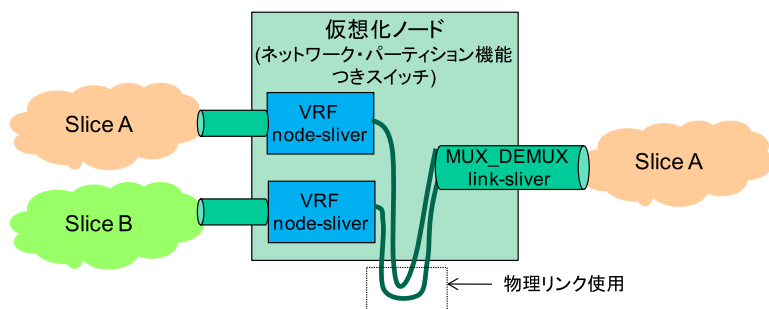 仮想化ノード
(ネットワーク・パーティション機能
つきスイッチ)
Slice A
VRF
node-sliver
MUX_DEMUX
link-sliver
Slice A
Slice B
VRF
node-sliver
物理リンク使用